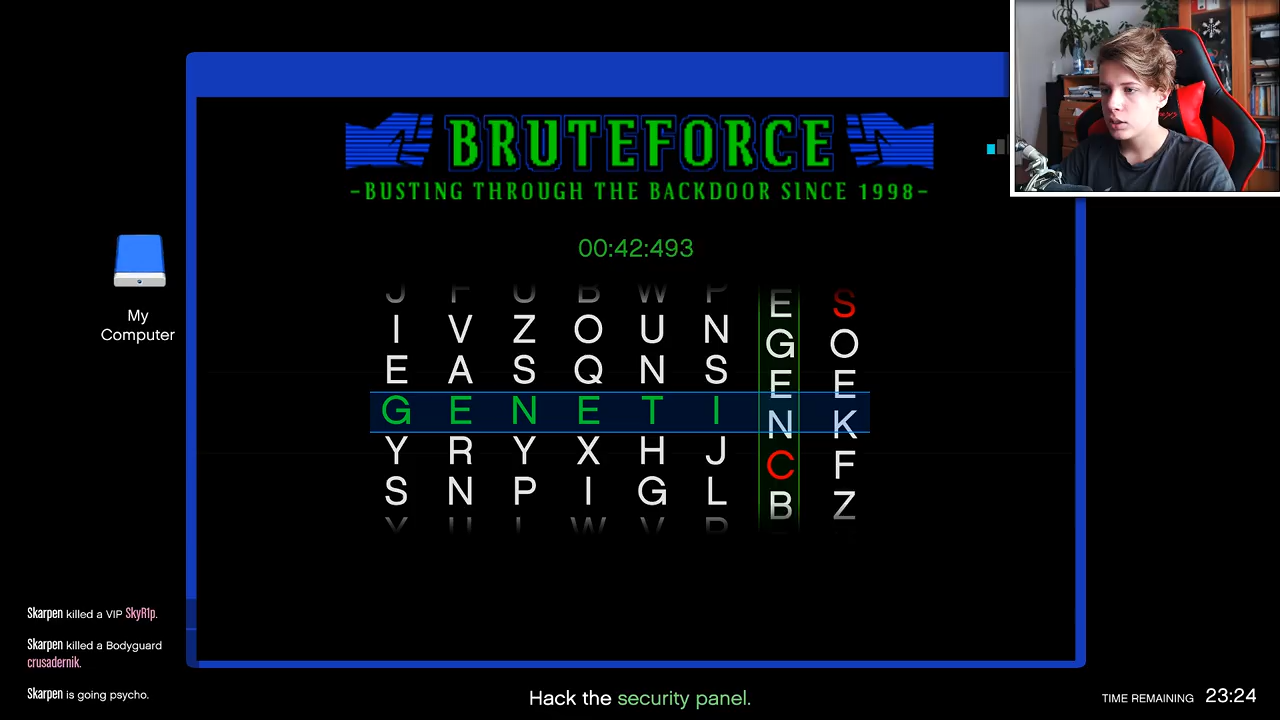 BRUTEFORCE
-BUSTING THROUGH THE BACKDOOR SINCE 1998-
00:42:493
My
Computer
J F U B W P E S
I V Z O U N G O
E A S Q N S E E
G E N E T I N K
Y R Y X H J C F
S N P I G L B Z
Skarpen killed a VIP SkyR1p.
Skarpen killed a Bodyguard
crusadernik.
Skarpen is going psycho.
Hack the security panel.
TIME REMAINING 23:24